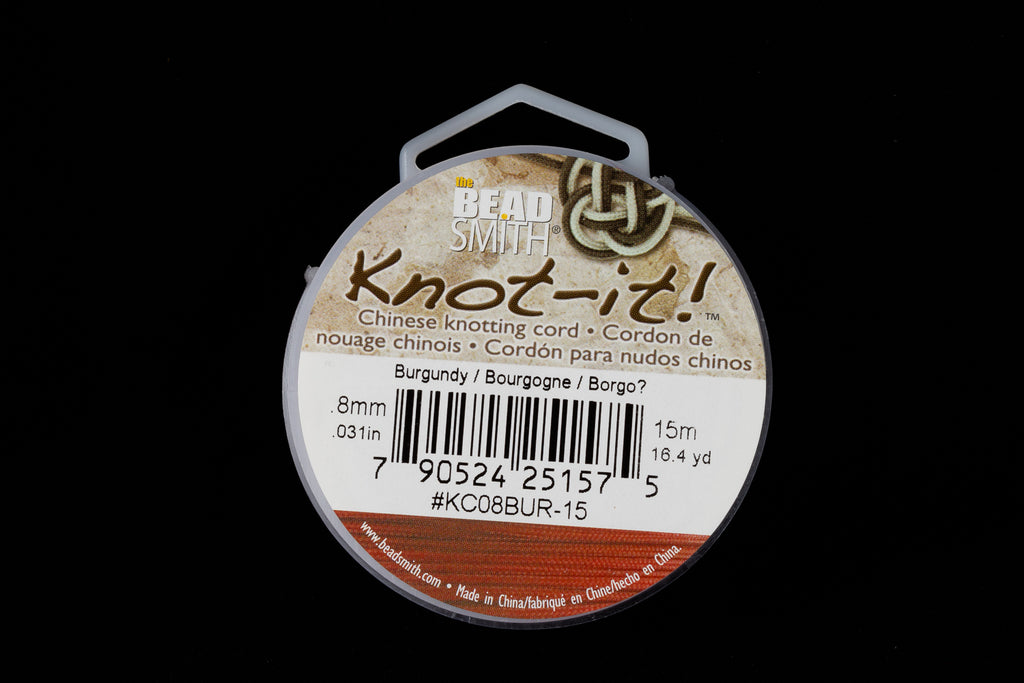 the
BEAD
SMITH®
Knot-it!™
Chinese knotting cord • Cordon de
nouage chinois • Cordón para nudos chinos
Burgundy / Bourgogne / Borgo?
.8mm
.031in
15m
16.4 yd
7 90524 25157 5
#KC08BUR-15
www.beadsmith.com • Made in China/fabriqué en Chine/hecho en China.